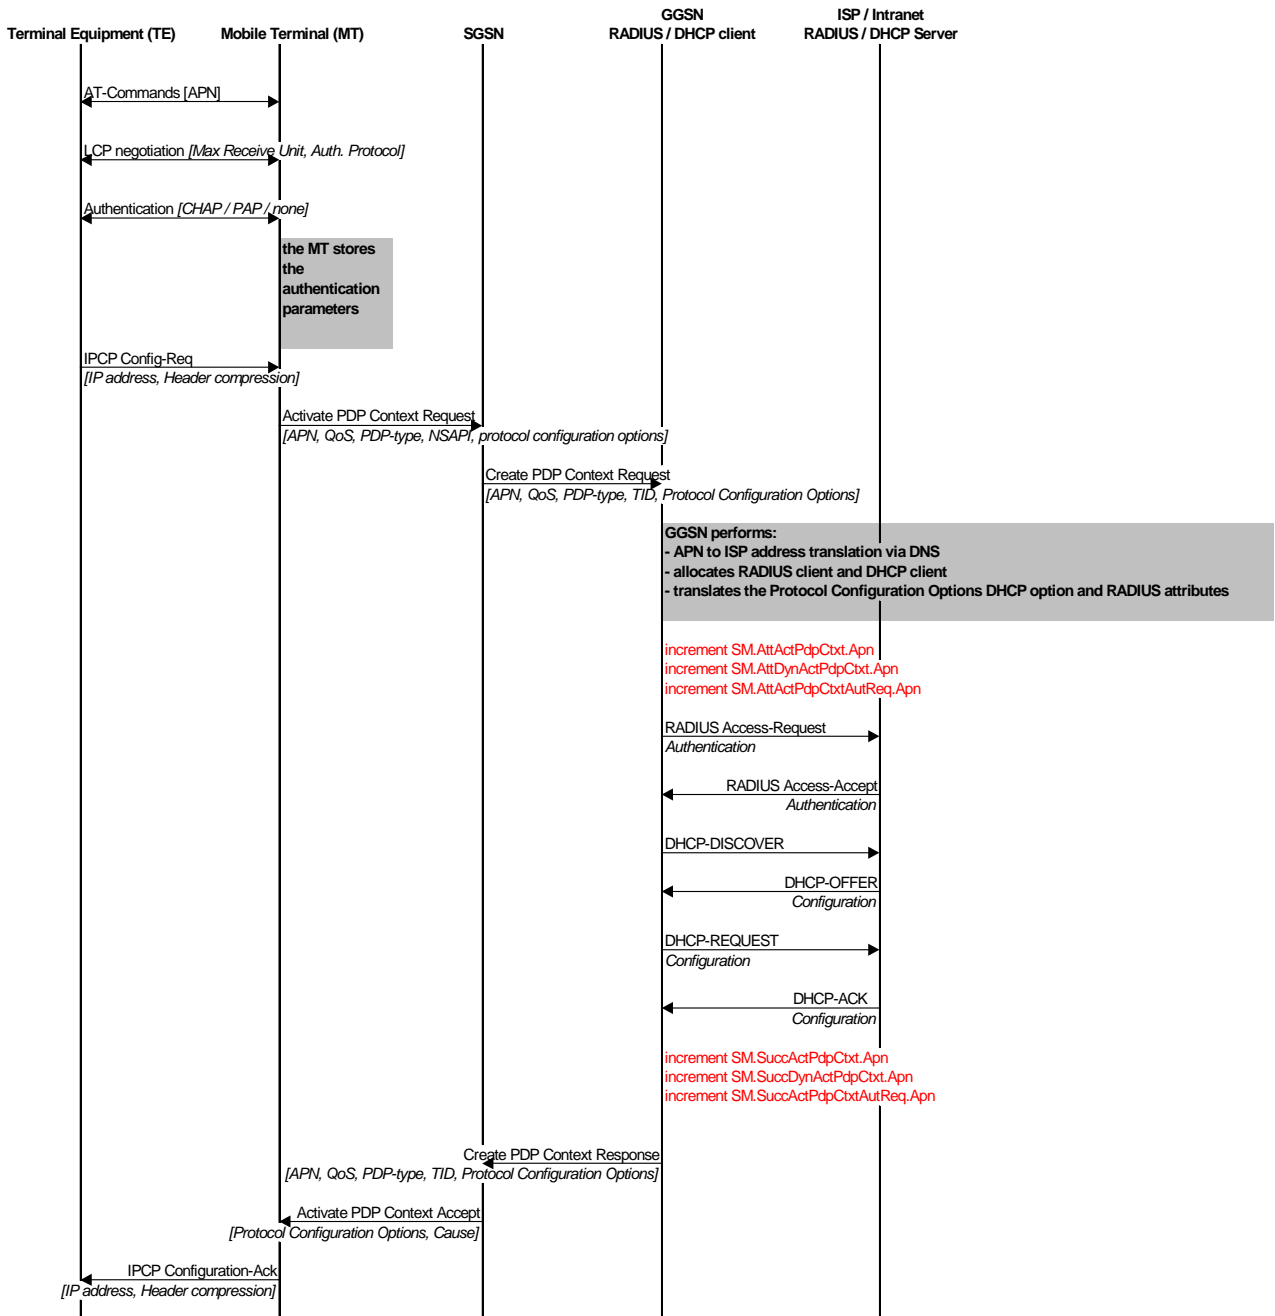 GGSN
ISP / Intranet
Terminal Equipment (TE)
Mobile Terminal (MT)
SGSN
RADIUS / DHCP client
RADIUS / DHCP Server
AT-Commands [APN]
LCP negotiation [Max Receive Unit, Auth. Protocol]
Authentication [CHAP / PAP / none]
the MT stores
the
authentication
parameters
IPCP Config-Req
[IP address, Header compression]
Activate PDP Context Request
[APN, QoS, PDP-type, NSAPI, protocol configuration options]
Create PDP Context Request
[APN, QoS, PDP-type, TID, Protocol Configuration Options]
GGSN performs:
- APN to ISP address translation via DNS
- allocates RADIUS client and DHCP client
- translates the Protocol Configuration Options DHCP option and RADIUS attributes
increment SM.AttActPdpCtxt.Apn
increment SM.AttDynActPdpCtxt.Apn
increment SM.AttActPdpCtxtAutReq.Apn
RADIUS Access-Request
Authentication
RADIUS Access-Accept
Authentication
DHCP-DISCOVER
DHCP-OFFER
Configuration
DHCP-REQUEST
Configuration
DHCP-ACK
Configuration
increment SM.SuccActPdpCtxt.Apn
increment SM.SuccDynActPdpCtxt.Apn
increment SM.SuccActPdpCtxtAutReq.Apn
Create PDP Context Response
[APN, QoS, PDP-type, TID, Protocol Configuration Options]
Activate PDP Context Accept
[Protocol Configuration Options, Cause]
IPCP Configuration-Ack
[IP address, Header compression]